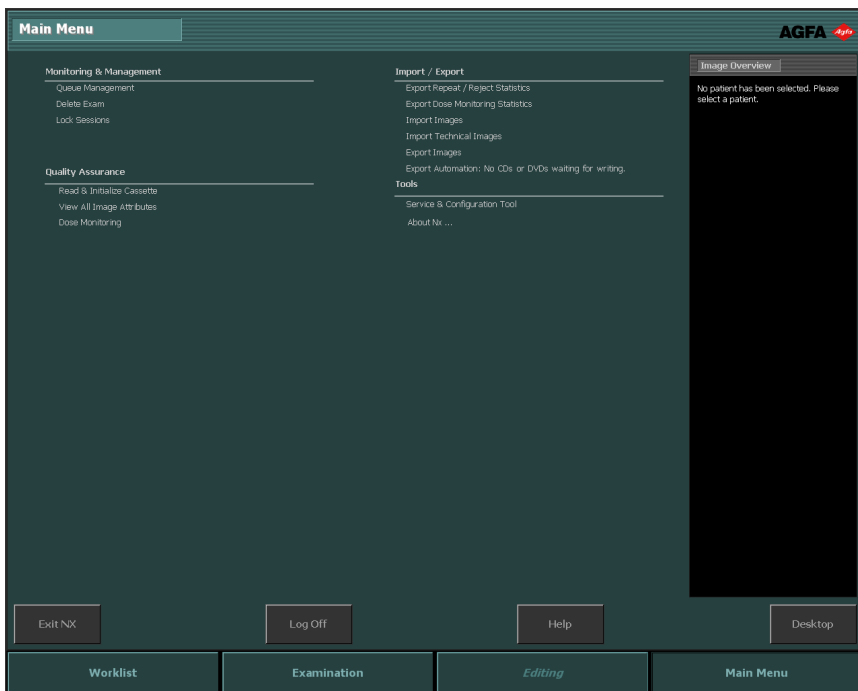 Main Menu
AGFA Agfa
Monitoring & Management
Queue Management
Delete Exam
Lock Sessions
Quality Assurance
Read & Initialize Cassette
View All Image Attributes
Dose Monitoring
Import / Export
Export Repeat / Reject Statistics
Export Dose Monitoring Statistics
Import Images
Import Technical Images
Export Images
Export Automation: No CDs or DVDs waiting for writing.
Tools
Service & Configuration Tool
About Nx ...
Image Overview
No patient has been selected. Please
select a patient.
Exit NX
Log Off
Help
Desktop
Worklist
Examination
Editing
Main Menu